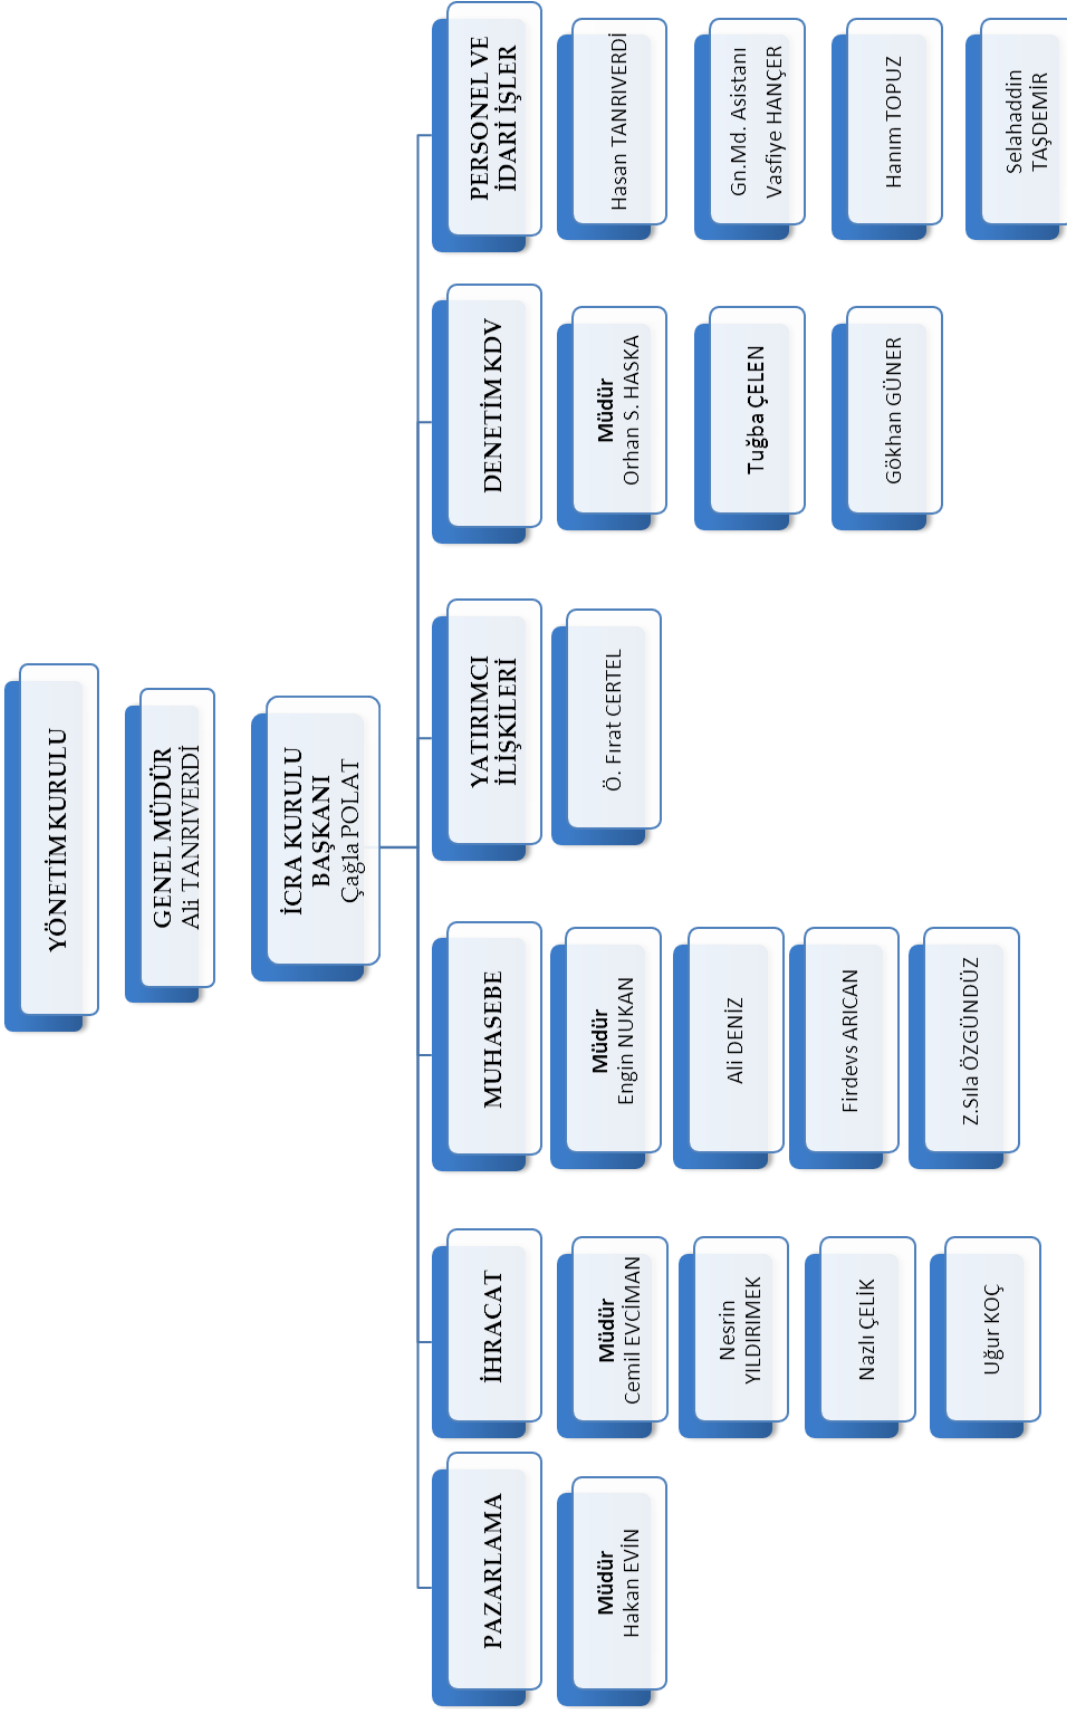 YÖNETİM KURULU
GENEL MÜDÜR
Ali TANRIVERDİ
İCRA KURULU
BAŞKANI
Çağla POLAT
PAZARLAMA
Müdür
Hakan EVİN
İHRACAT
Müdür
Cemil EVCİMAN
Nesrin
YILDIRIMEK
Nazlı ÇELİK
Uğur KOÇ
MUHASEBE
Müdür
Engin NUKAN
Ali DENİZ
Firdevs ARICAN
Z.Sıla ÖZGÜNDÜZ
YATIRIMCI
İLİŞKİLERİ
Ö. Fırat CERTEL
DENETİM KDV
Müdür
Orhan S. HASKA
Tuğba ÇELEN
Gökhan GÜNER
PERSONEL VE
İDARİ İŞLER
Hasan TANRIVERDİ
Gn.Md. Asistanı
Vasfiye HANÇER
Hanım TOPUZ
Selahaddin
TAŞDEMİR